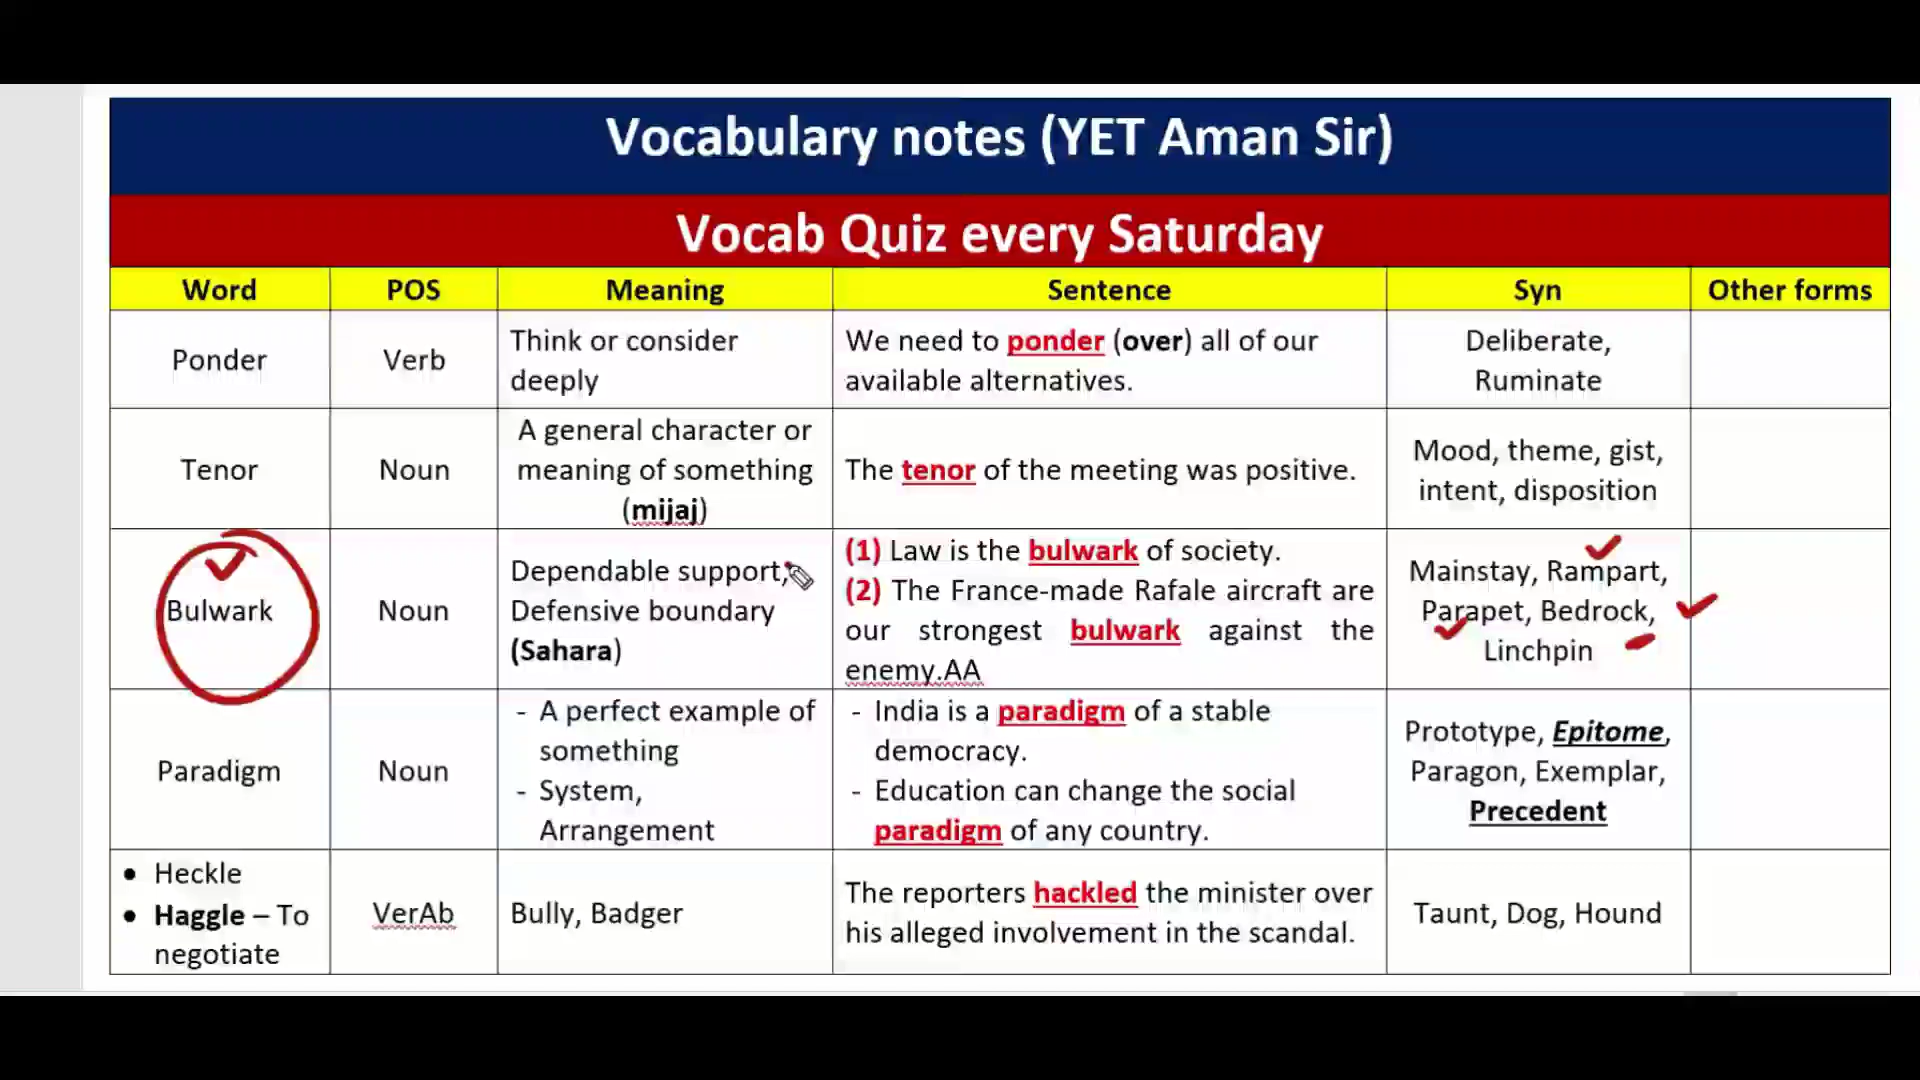 Vocabulary notes (YET Aman Sir)
Vocab Quiz every Saturday
Word POS Meaning Sentence Syn Other forms
Ponder
Verb
Think or consider
deeply
We need to ponder (over) all of our
available alternatives.
Deliberate,
Ruminate
Tenor
Noun
A general character or
meaning of something
(mijaj)
The tenor of the meeting was positive.
Mood, theme, gist,
intent, disposition
Bulwark
Noun
Dependable support,
Defensive boundary
(Sahara)
(1) Law is the bulwark of society.
(2) The France-made Rafale aircraft are
our strongest bulwark against the
enemy.AA
Mainstay, Rampart,
Parapet, Bedrock,
Linchpin
Paradigm
Noun
- A perfect example of
something
- System,
Arrangement
- India is a paradigm of a stable
democracy.
- Education can change the social
paradigm of any country.
Prototype, Epitome,
Paragon, Exemplar,
Precedent
• Heckle
• Haggle – To
negotiate
VerAb
Bully, Badger
The reporters hackled the minister over
his alleged involvement in the scandal.
Taunt, Dog, Hound